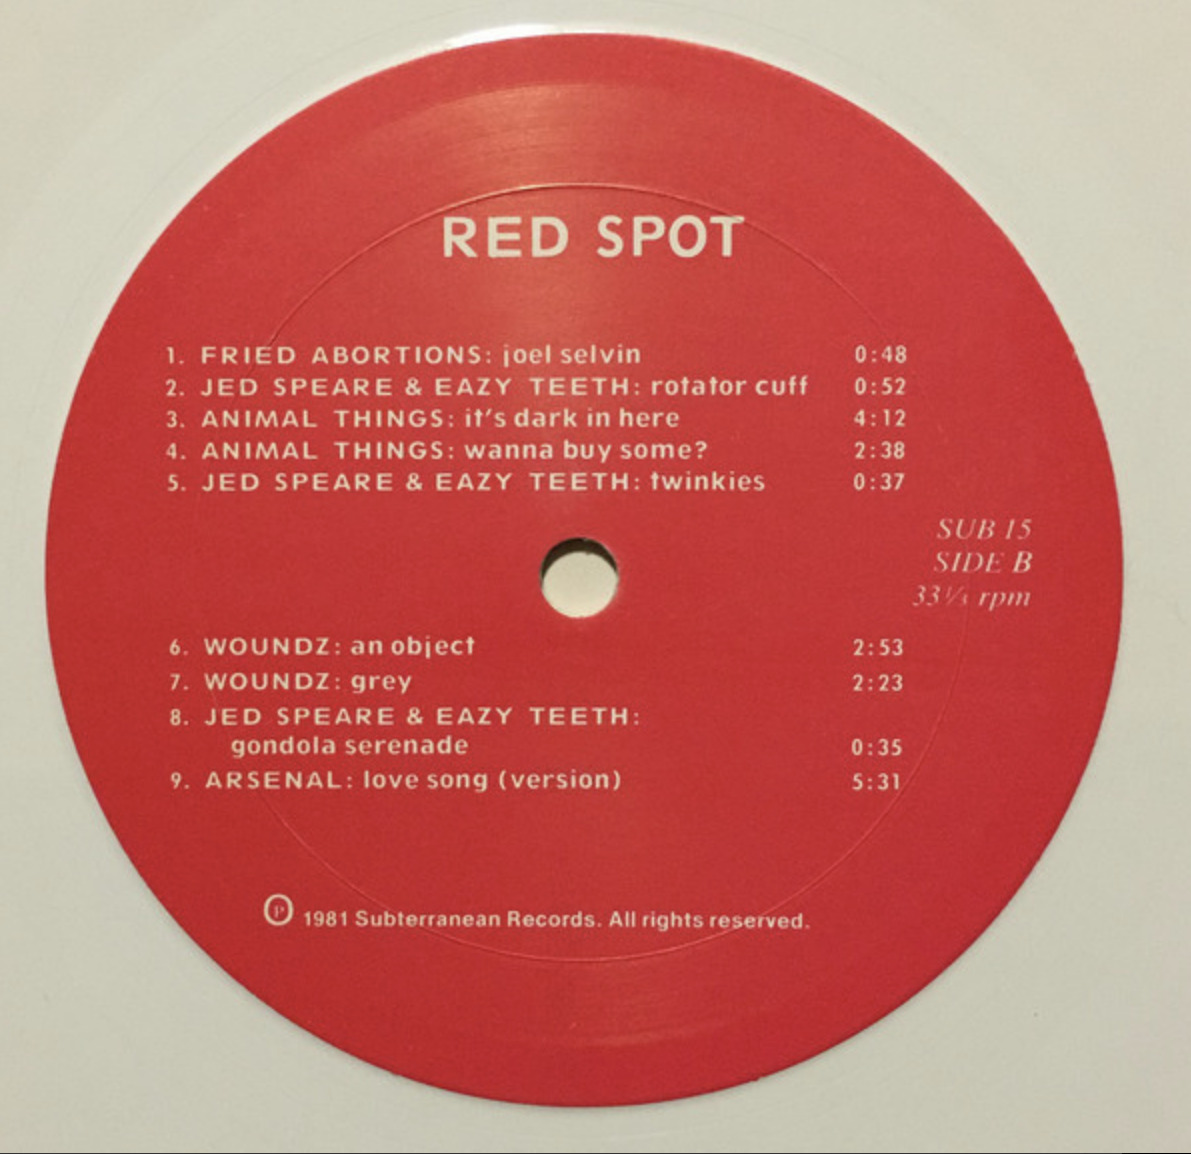 RED SPOT
1. FRIED ABORTIONS: joel selvin 0:48
2. JED SPEARE & EAZY TEETH: rotator cuff 0:52
3. ANIMAL THINGS: it's dark in here 4:12
4. ANIMAL THINGS: wanna buy some? 2:38
5. JED SPEARE & EAZY TEETH: twinkies 0:37
SUB 15
SIDE B
33⅓ rpm
6. WOUNDZ: an object 2:53
7. WOUNDZ: grey 2:23
8. JED SPEARE & EAZY TEETH:
gondola serenade 0:35
9. ARSENAL: love song (version) 5:31
℗ 1981 Subterranean Records. All rights reserved.